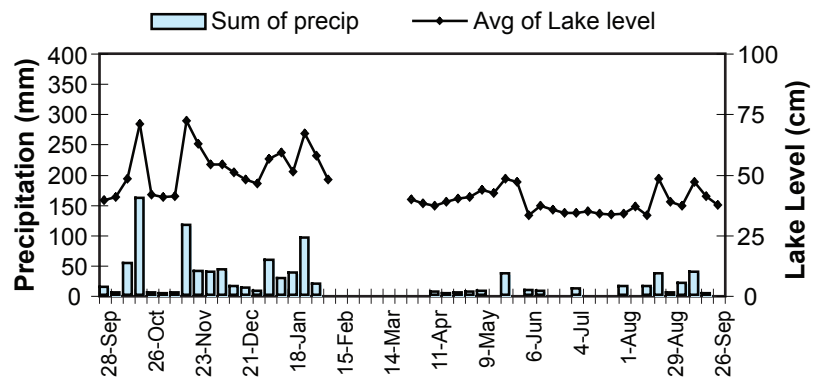 Sum of precip Avg of Lake level
Precipitation (mm)
400
350
300
250
200
150
100
50
0
100
75
50
25
0
Lake Level (cm)
28-Sep
26-Oct
23-Nov
21-Dec
18-Jan
15-Feb
14-Mar
11-Apr
9-May
6-Jun
4-Jul
1-Aug
29-Aug
26-Sep